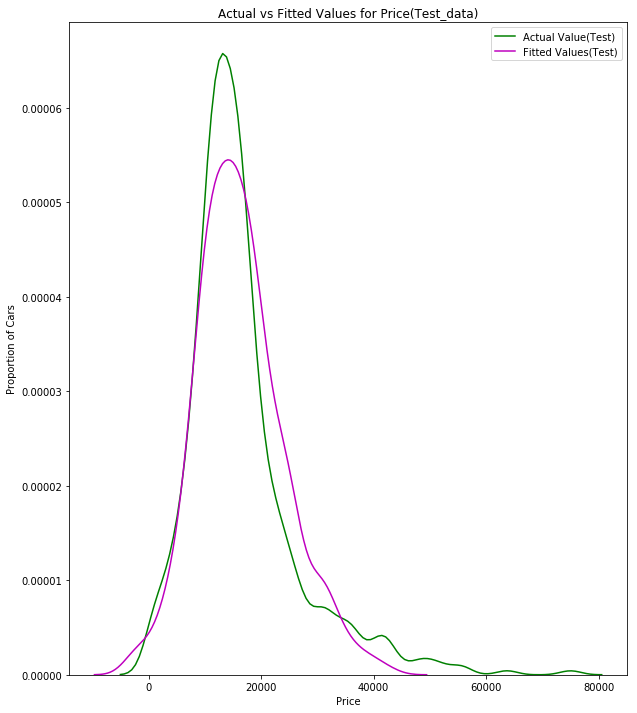 Actual vs Fitted Values for Price(Test_data)
Actual Value(Test)
Fitted Values(Test)
Proportion of Cars
0.00006
0.00005
0.00004
0.00003
0.00002
0.00001
0.00000
0
20000
40000
60000
80000
Price